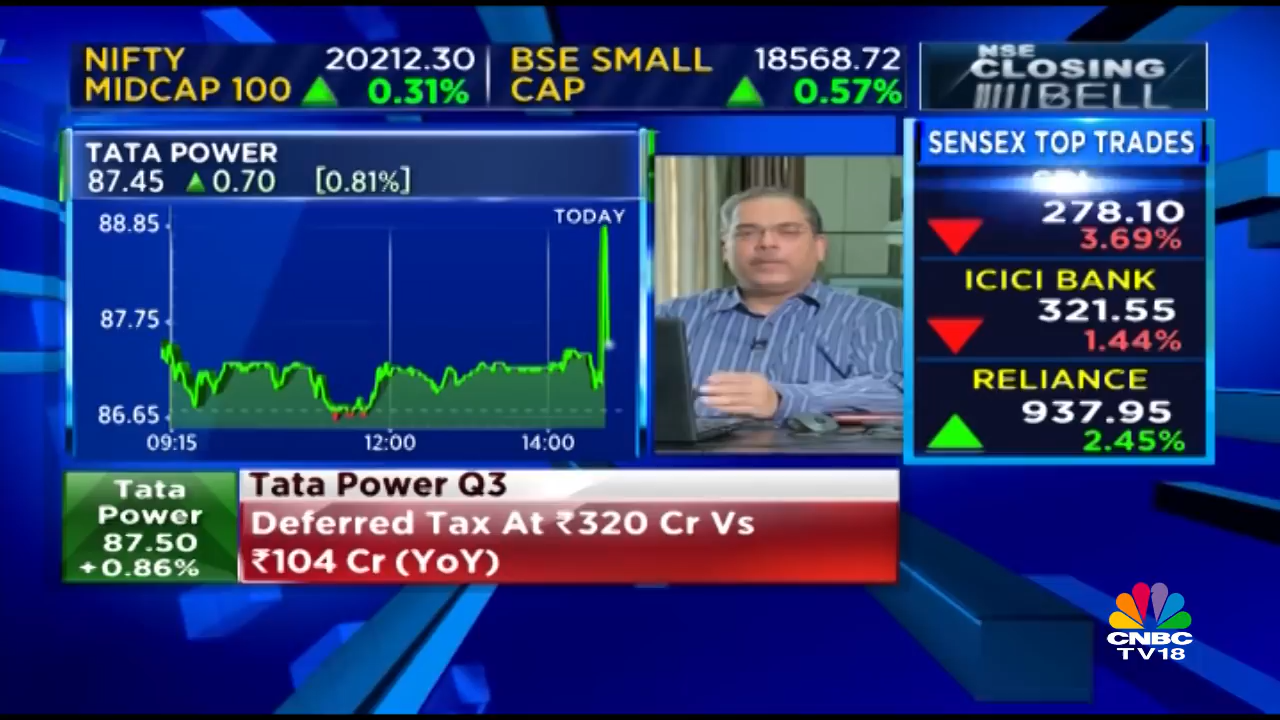 NIFTY 20212.30
MIDCAP 100 0.31%
BSE SMALL 18568.72
CAP 0.57%
NSE
CLOSING
BELL
TATA POWER
87.45 0.70 [0.81%]
TODAY
88.85
87.75
86.65
09:15 12:00 14:00
SENSEX TOP TRADES
278.10
3.69%
ICICI BANK
321.55
1.44%
RELIANCE
937.95
2.45%
Tata
Power
87.50
+0.86%
Tata Power Q3
Deferred Tax At ₹320 Cr Vs
₹104 Cr (YoY)
CNBC
TV18